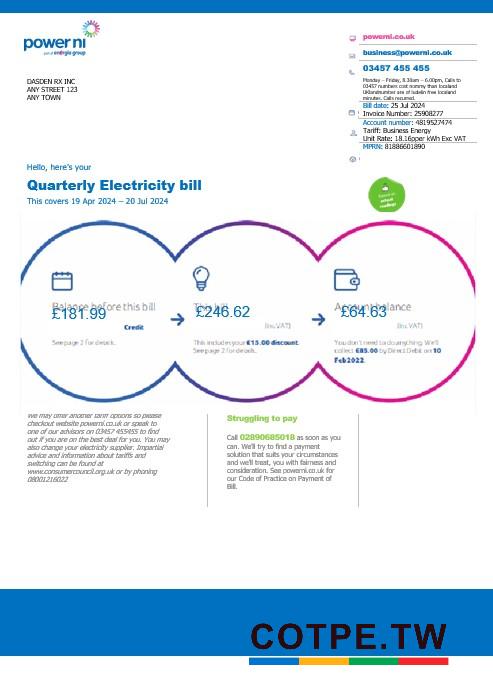 power ni
part of energia group
powerni.co.uk
business@powerni.co.uk
03457 455 455
Monday – Friday, 8.30am – 6.00pm, Calls to
03457 numbers cost nomny than localand
UKlandlunumber are of ludelin free localand
minutes. Calls recurred.
DASDEN RX INC
ANY STREET 123
ANY TOWN
Bill date: 25 Jul 2024
Invoice Number: 25908277
Account number: 4819527474
Tariff: Business Energy
Unit Rate: 18.16pper kWh Exc VAT
MPRN: 81886601890
Hello, here's your
Quarterly Electricity bill
This covers 19 Apr 2024 – 20 Jul 2024
actual
readings
Balance before this bill
£181.99
Credit
See page 2 for details.
This bill
£246.62
(Inc.VAT)
This includes your €15.00 discount.
See page 2 for details.
Account balance
£64.63
(Inc.VAT)
You don't need to do anything. We'll
collect €85.00 by Direct Debit on 10
Feb2022.
We may offer another tariff options so please
checkout website powerni.co.uk or speak to
one of our advisors on 03457 455455 to find
out if you are on the best deal for you. You may
also change your electricity supplier. Impartial
advice and information about tariffs and
switching can be found at
www.consumercouncil.org.uk or by phoning
08001216022
Struggling to pay
Call 02890685018 as soon as you
can. We'll try to find a payment
solution that suits your circumstances
and we'll treat, you with fairness and
consideration. See powerni.co.uk for
our Code of Practice on Payment of
Bill.
COTPE.TW